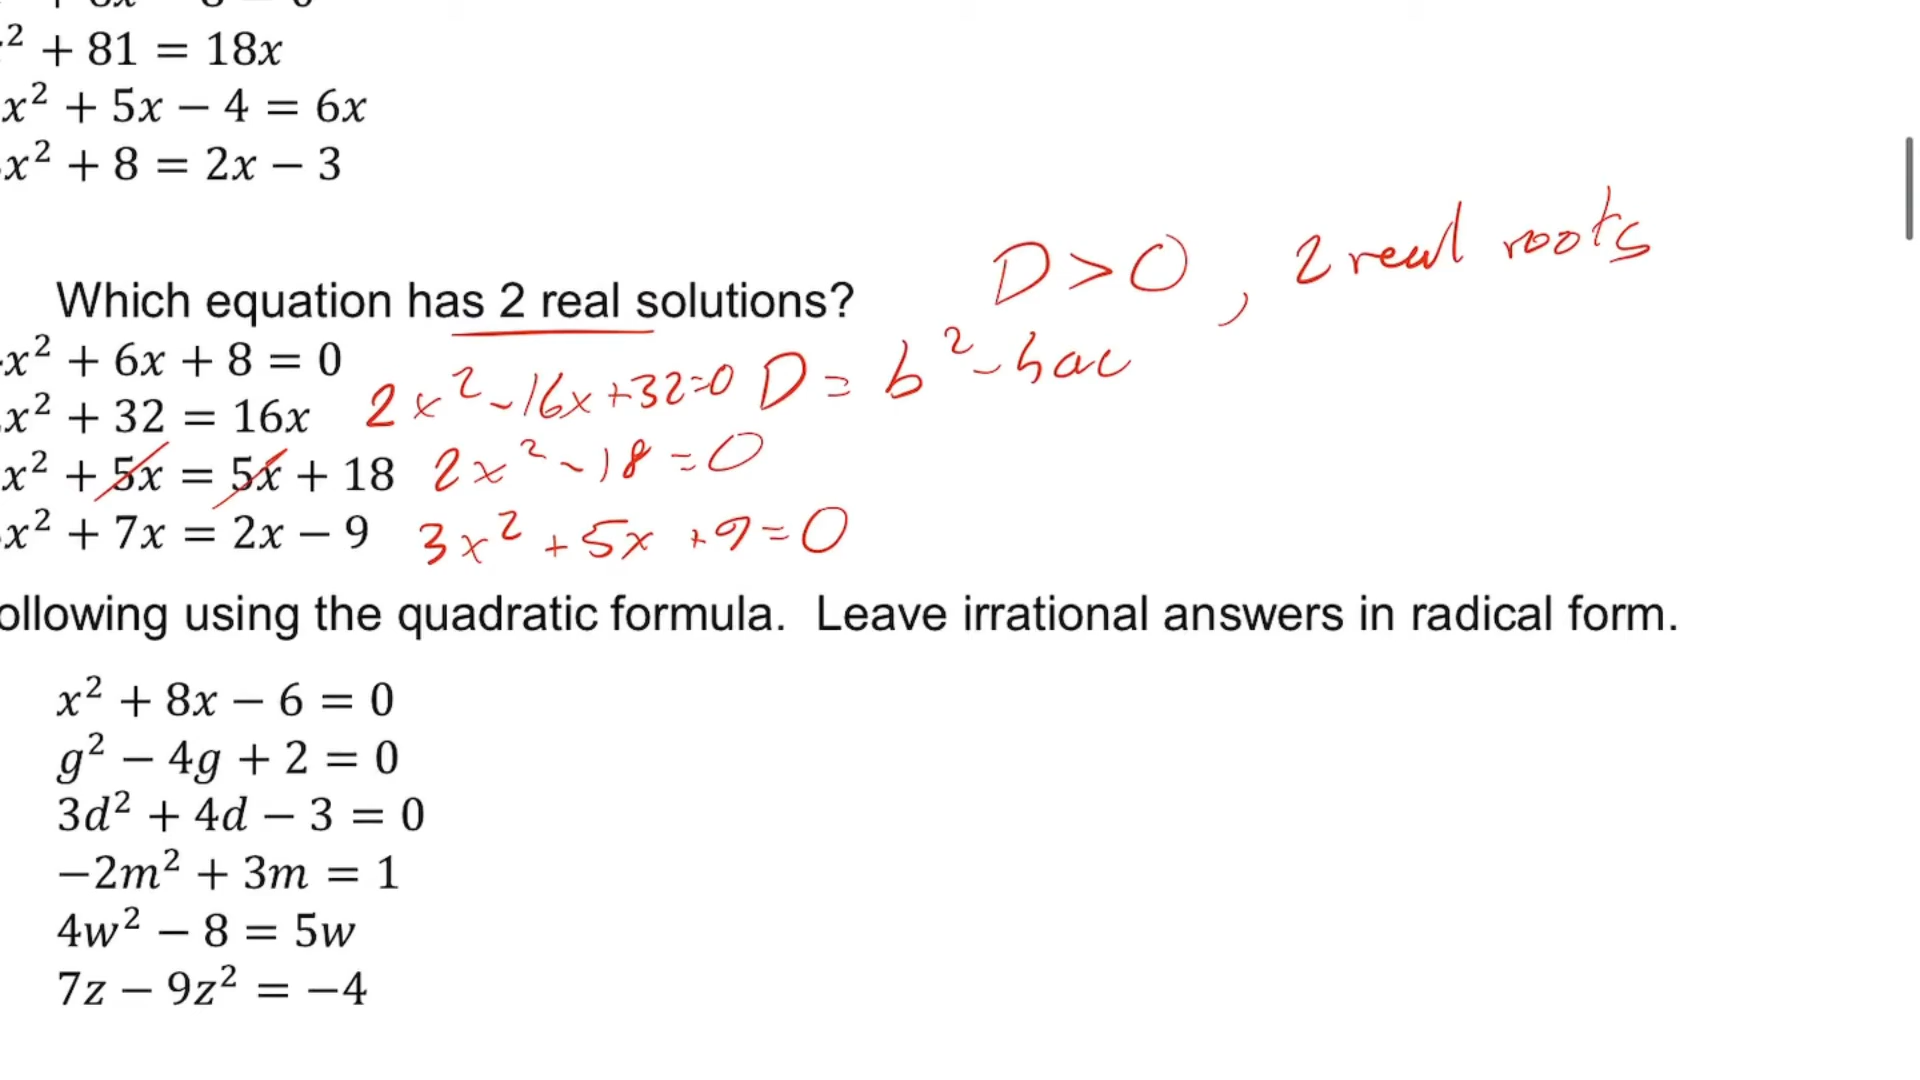 ² + 81 = 18x
x² + 5x − 4 = 6x
x² + 8 = 2x − 3
D > 0 , 2 real roots
Which equation has 2 real solutions?
x² + 6x + 8 = 0
x² + 32 = 16x 2x² - 16x + 32 = 0 D = b² - 4ac
x² + 5x = 5x + 18 2x² - 18 = 0
x² + 7x = 2x − 9 3x² + 5x + 9 = 0
ollowing using the quadratic formula. Leave irrational answers in radical form.
x² + 8x − 6 = 0
g² − 4g + 2 = 0
3d² + 4d − 3 = 0
−2m² + 3m = 1
4w² − 8 = 5w
7z − 9z² = −4